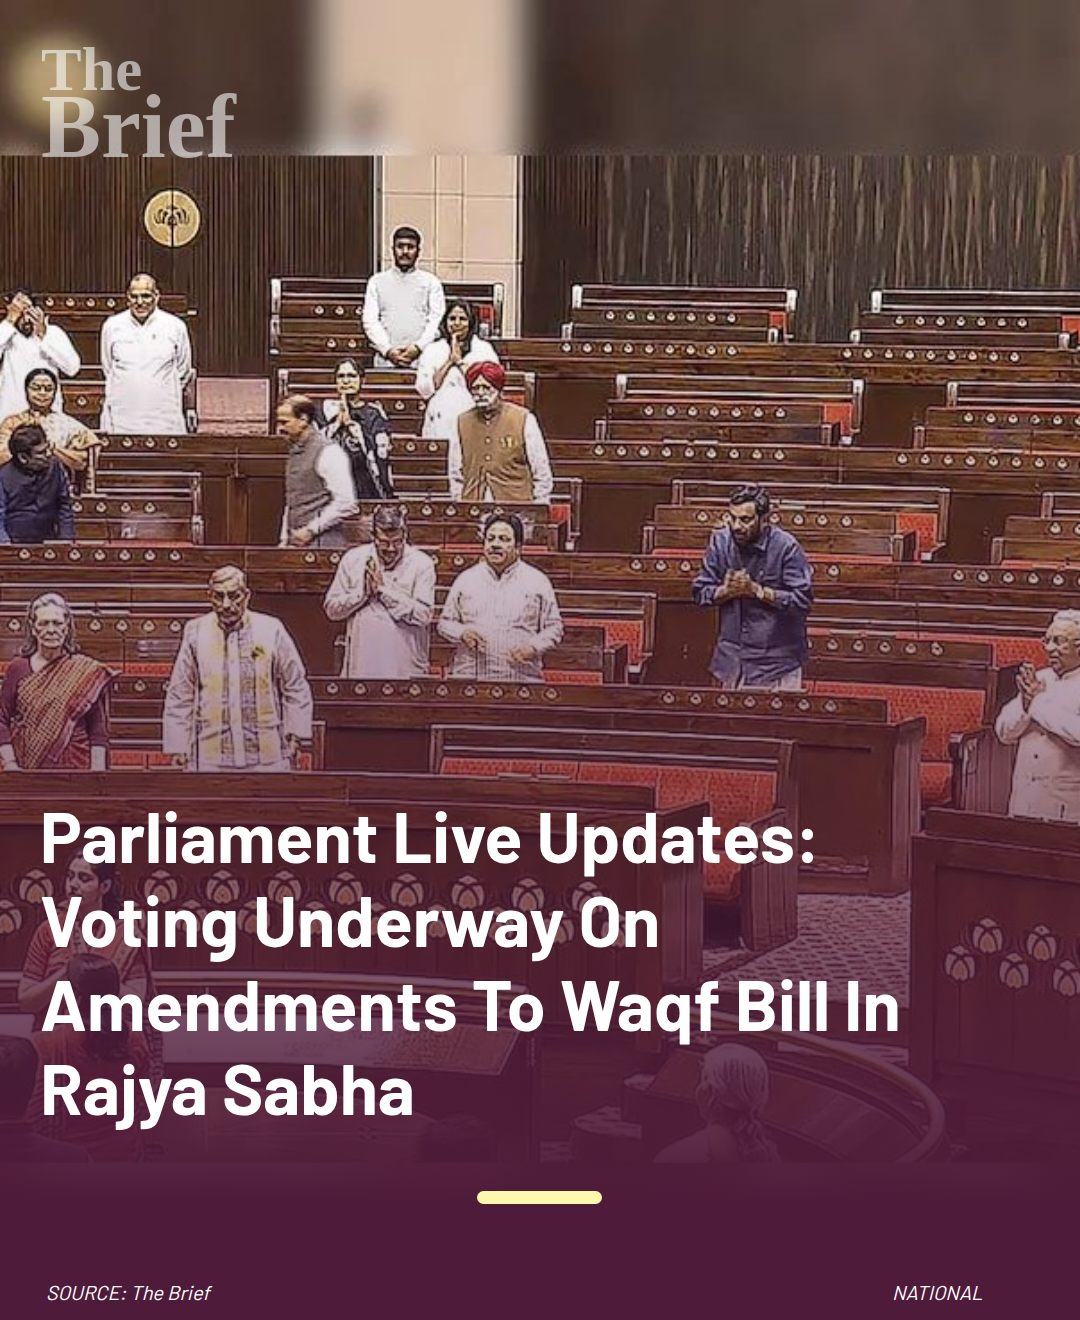 The
Brief
Parliament Live Updates:
Voting Underway On
Amendments To Waqf Bill In
Rajya Sabha
SOURCE: The Brief
NATIONAL